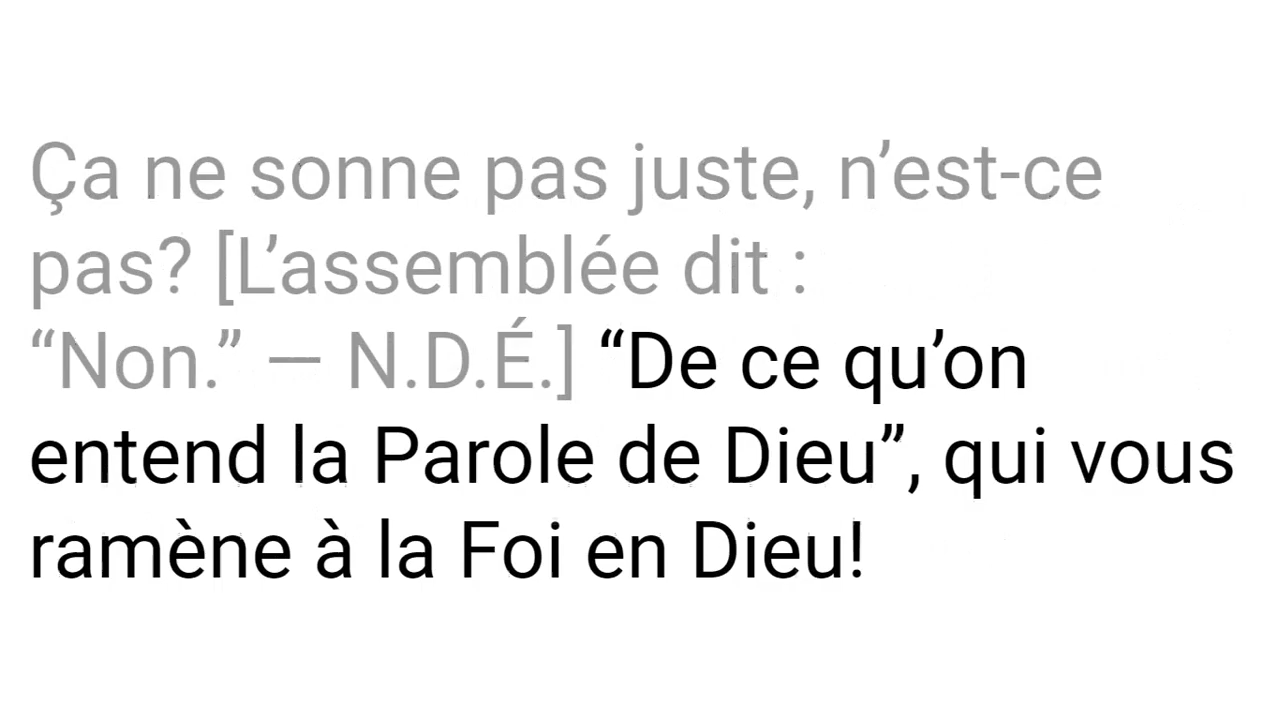 Ça ne sonne pas juste, n’est-ce
pas? [L’assemblée dit :
“Non.” — N.D.É.] “De ce qu’on
entend la Parole de Dieu”, qui vous
ramène à la Foi en Dieu!